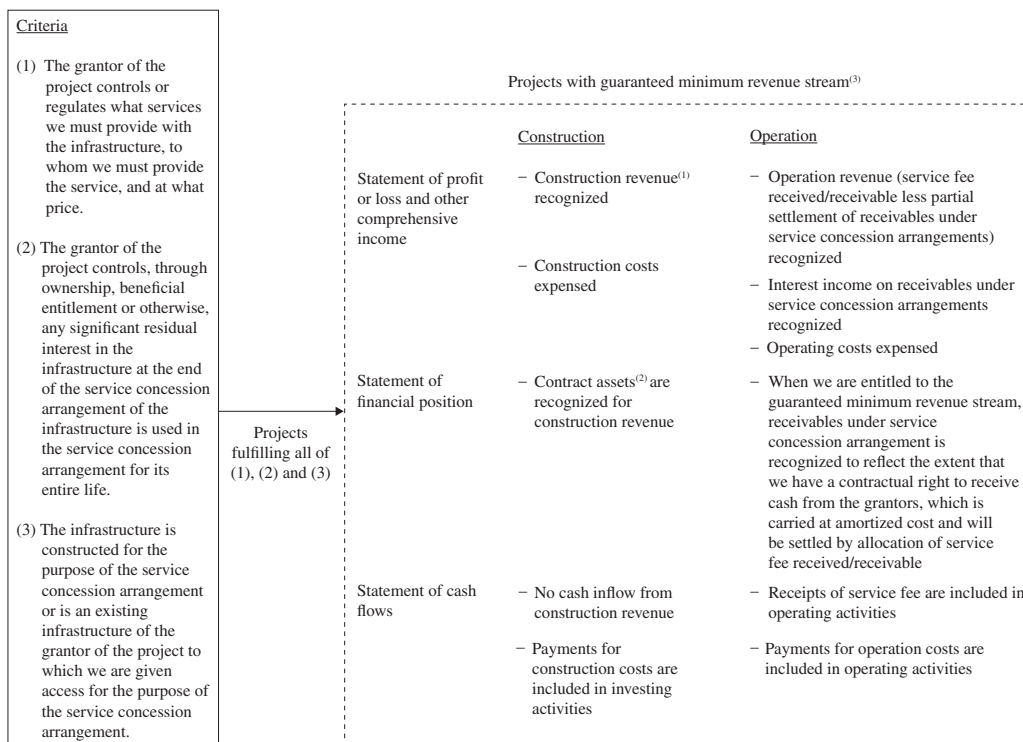 Criteria
(1) The grantor of the
project controls or
regulates what services
we must provide with
the infrastructure, to
whom we must provide
the service, and at what
price.
(2) The grantor of the
project controls, through
ownership, beneficial
entitlement or otherwise,
any significant residual
interest in the
infrastructure at the end
of the service concession
arrangement of the
infrastructure is used in
the service concession
arrangement for its
entire life.
(3) The infrastructure is
constructed for the
purpose of the service
concession arrangement
or is an existing
infrastructure of the
grantor of the project to
which we are given
access for the purpose of
the service concession
arrangement.
Projects
fulfilling all of
(1), (2) and (3)
Projects with guaranteed minimum revenue stream(3)
Construction
Operation
Statement of profit
or loss and other
comprehensive
income
– Construction revenue(1)
recognized
– Construction costs
expensed
– Operation revenue (service fee
received/receivable less partial
settlement of receivables under
service concession arrangements)
recognized
– Interest income on receivables under
service concession arrangements
recognized
– Operating costs expensed
Statement of
financial position
– Contract assets(2) are
recognized for
construction revenue
– When we are entitled to the
guaranteed minimum revenue stream,
receivables under service
concession arrangement is
recognized to reflect the extent that
we have a contractual right to receive
cash from the grantors, which is
carried at amortized cost and will
be settled by allocation of service
fee received/receivable
Statement of cash
flows
– No cash inflow from
construction revenue
– Payments for
construction costs are
included in investing
activities
– Receipts of service fee are included in
operating activities
– Payments for operation costs are
included in operating activities